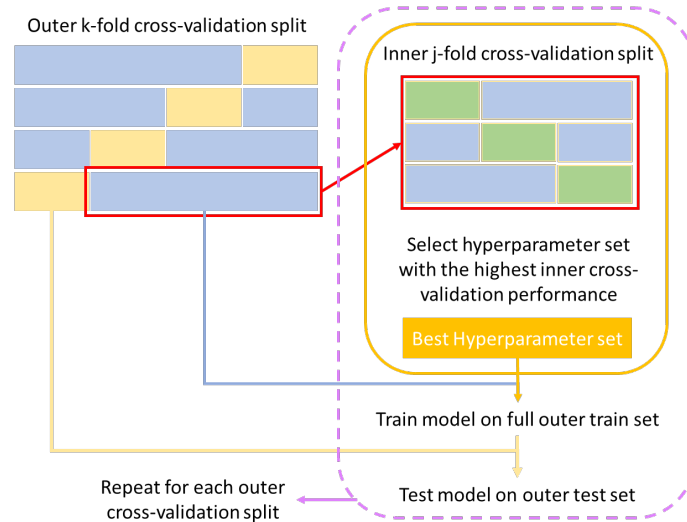 Outer k-fold cross-validation split
Inner j-fold cross-validation split
Select hyperparameter set
with the highest inner cross-
validation performance
Best Hyperparameter set
Train model on full outer train set
Test model on outer test set
Repeat for each outer
cross-validation split